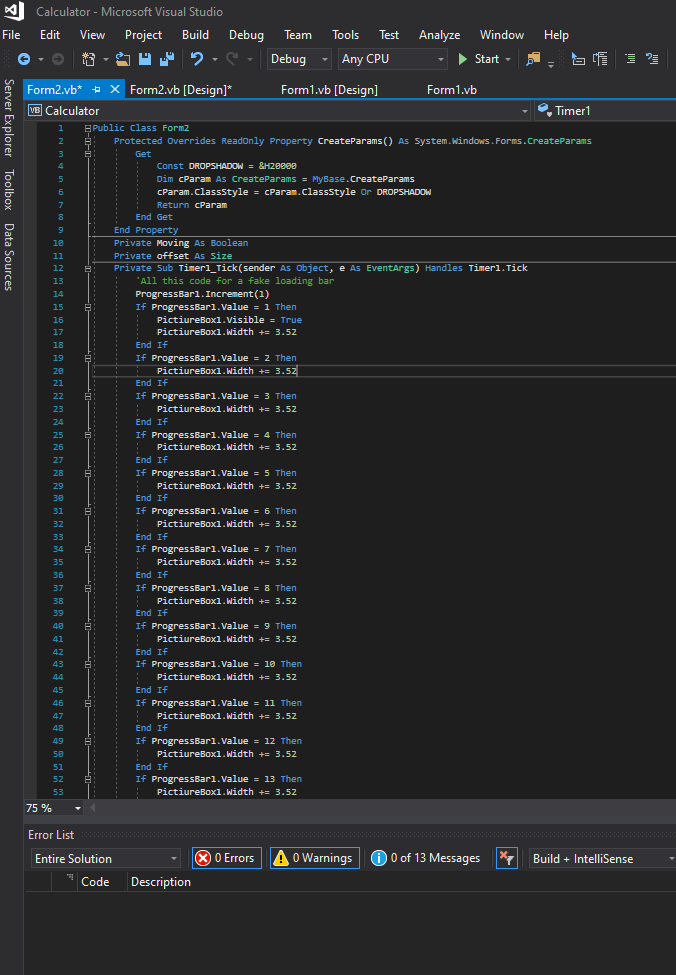 Calculator - Microsoft Visual Studio
File Edit View Project Build Debug Team Tools Test Analyze Window Help
Debug Any CPU Start
Server Explorer
Toolbox
Data Sources
Form2.vb* Form2.vb [Design]* Form1.vb [Design] Form1.vb
VB Calculator Timer1
1 Public Class Form2
2 Protected Overrides ReadOnly Property CreateParams() As System.Windows.Forms.CreateParams
3 Get
4 Const DROPSHADOW = &H20000
5 Dim cParam As CreateParams = MyBase.CreateParams
6 cParam.ClassStyle = cParam.ClassStyle Or DROPSHADOW
7 Return cParam
8 End Get
9 End Property
10 Private Moving As Boolean
11 Private offset As Size
12 Private Sub Timer1_Tick(sender As Object, e As EventArgs) Handles Timer1.Tick
13 'All this code for a fake loading bar
14 ProgressBar1.Increment(1)
15 If ProgressBar1.Value = 1 Then
16 PictiureBox1.Visible = True
17 PictiureBox1.Width += 3.52
18 End If
19 If ProgressBar1.Value = 2 Then
20 PictiureBox1.Width += 3.52
21 End If
22 If ProgressBar1.Value = 3 Then
23 PictiureBox1.Width += 3.52
24 End If
25 If ProgressBar1.Value = 4 Then
26 PictiureBox1.Width += 3.52
27 End If
28 If ProgressBar1.Value = 5 Then
29 PictiureBox1.Width += 3.52
30 End If
31 If ProgressBar1.Value = 6 Then
32 PictiureBox1.Width += 3.52
33 End If
34 If ProgressBar1.Value = 7 Then
35 PictiureBox1.Width += 3.52
36 End If
37 If ProgressBar1.Value = 8 Then
38 PictiureBox1.Width += 3.52
39 End If
40 If ProgressBar1.Value = 9 Then
41 PictiureBox1.Width += 3.52
42 End If
43 If ProgressBar1.Value = 10 Then
44 PictiureBox1.Width += 3.52
45 End If
46 If ProgressBar1.Value = 11 Then
47 PictiureBox1.Width += 3.52
48 End If
49 If ProgressBar1.Value = 12 Then
50 PictiureBox1.Width += 3.52
51 End If
52 If ProgressBar1.Value = 13 Then
53 PictiureBox1.Width += 3.52
75 %
Error List
Entire Solution 0 Errors 0 Warnings 0 of 13 Messages Build + IntelliSense
Code Description